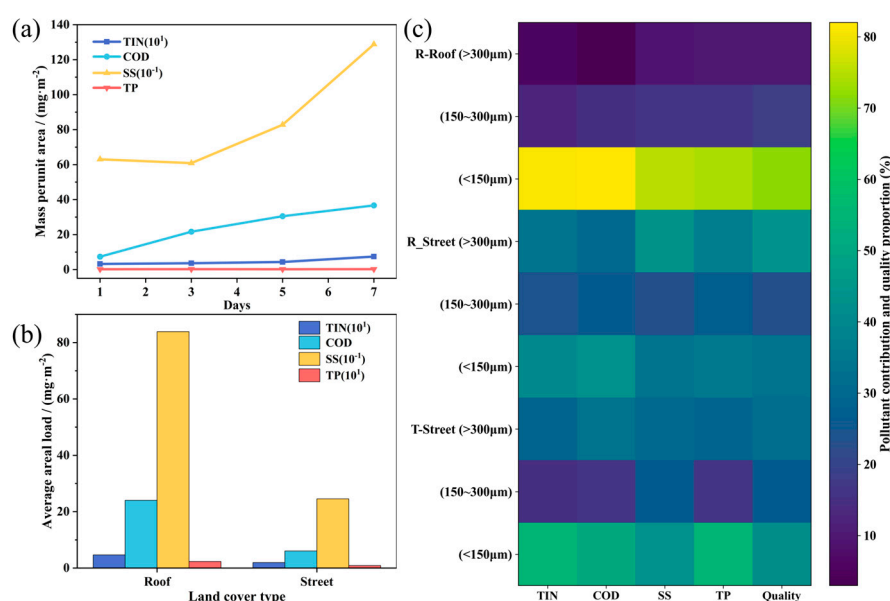 (a)
140
120
100
80
60
40
20
0
TIN(10¹)
COD
SS(10⁻¹)
TP
Mass perunit area / (mg·m⁻²)
1 2 3 4 5 6 7
Days
(b)
80
60
40
20
0
TIN(10¹)
COD
SS(10⁻¹)
TP(10¹)
Average areal load / (mg·m⁻²)
Roof Street
Land cover type
(c)
R-Roof (>300μm)
(150~300μm)
(<150μm)
R_Street (>300μm)
(150~300μm)
(<150μm)
T-Street (>300μm)
(150~300μm)
(<150μm)
TIN COD SS TP Quality
80
70
60
50
40
30
20
10
Pollutant contribution and quality proportion (%)